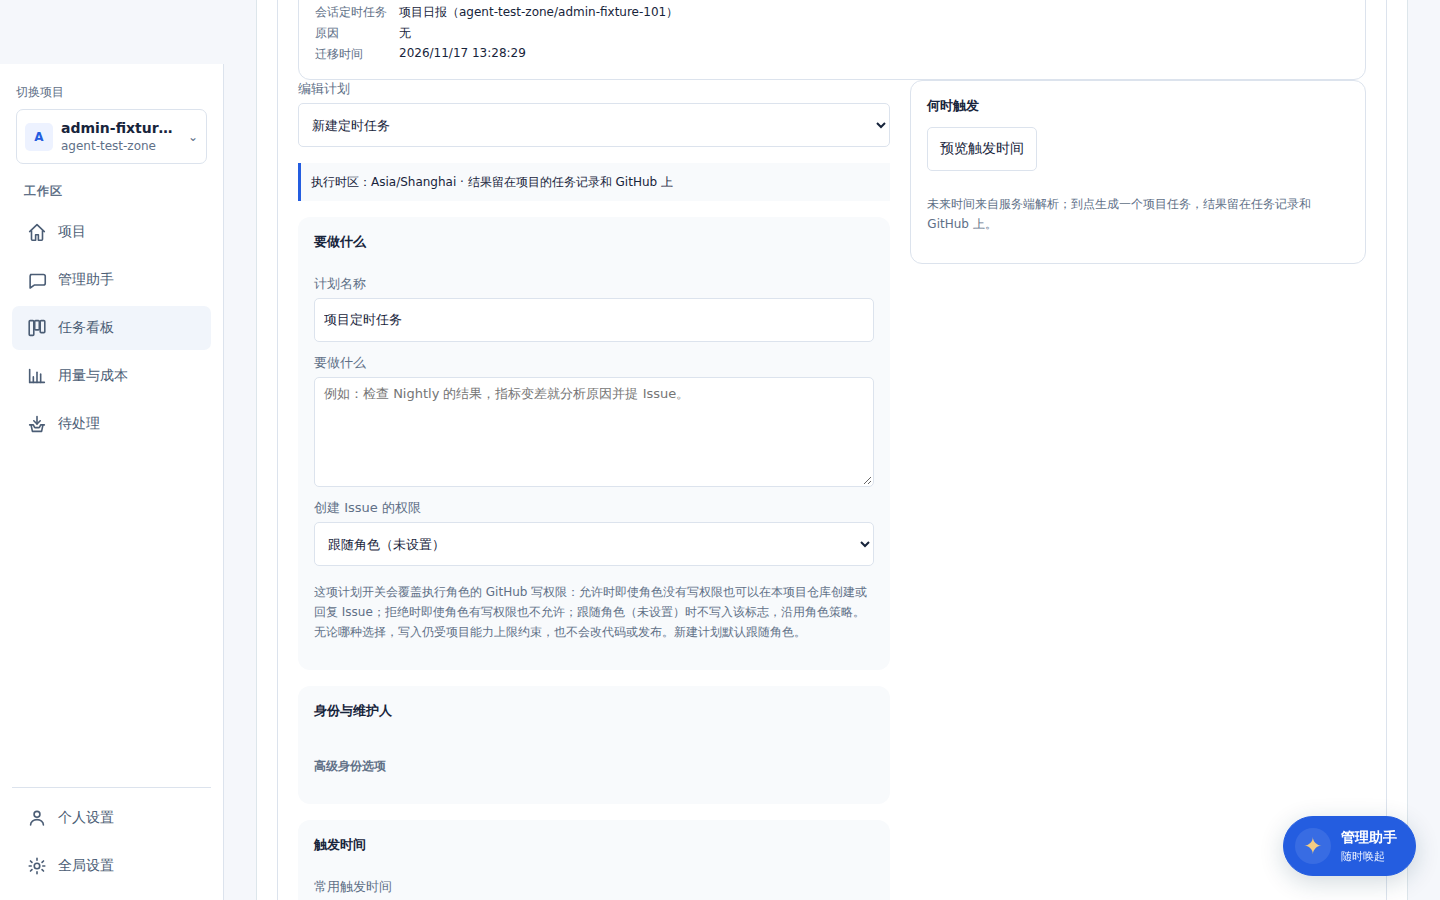 会话定时任务 项目日报（agent-test-zone/admin-fixture-101）
原因 无
迁移时间 2026/11/17 13:28:29
切换项目
A
admin-fixtur...
agent-test-zone
工作区
项目
管理助手
任务看板
用量与成本
待处理
个人设置
全局设置
编辑计划
新建定时任务
执行时区：Asia/Shanghai · 结果留在项目的任务记录和 GitHub 上
要做什么
计划名称
项目定时任务
要做什么
例如：检查 Nightly 的结果，指标变差就分析原因并提 Issue。
创建 Issue 的权限
跟随角色（未设置）
这项计划开关会覆盖执行角色的 GitHub 写权限：允许时即使角色没有写权限也可以在本项目仓库创建或
回复 Issue；拒绝时即使角色有写权限也不允许；跟随角色（未设置）时不写入该标志，沿用角色策略。
无论哪种选择，写入仍受项目能力上限约束，也不会改代码或发布。新建计划默认跟随角色。
身份与维护人
高级身份选项
触发时间
常用触发时间
何时触发
预览触发时间
未来时间来自服务端解析；到点生成一个项目任务，结果留在任务记录和
GitHub 上。
管理助手
随时唤起